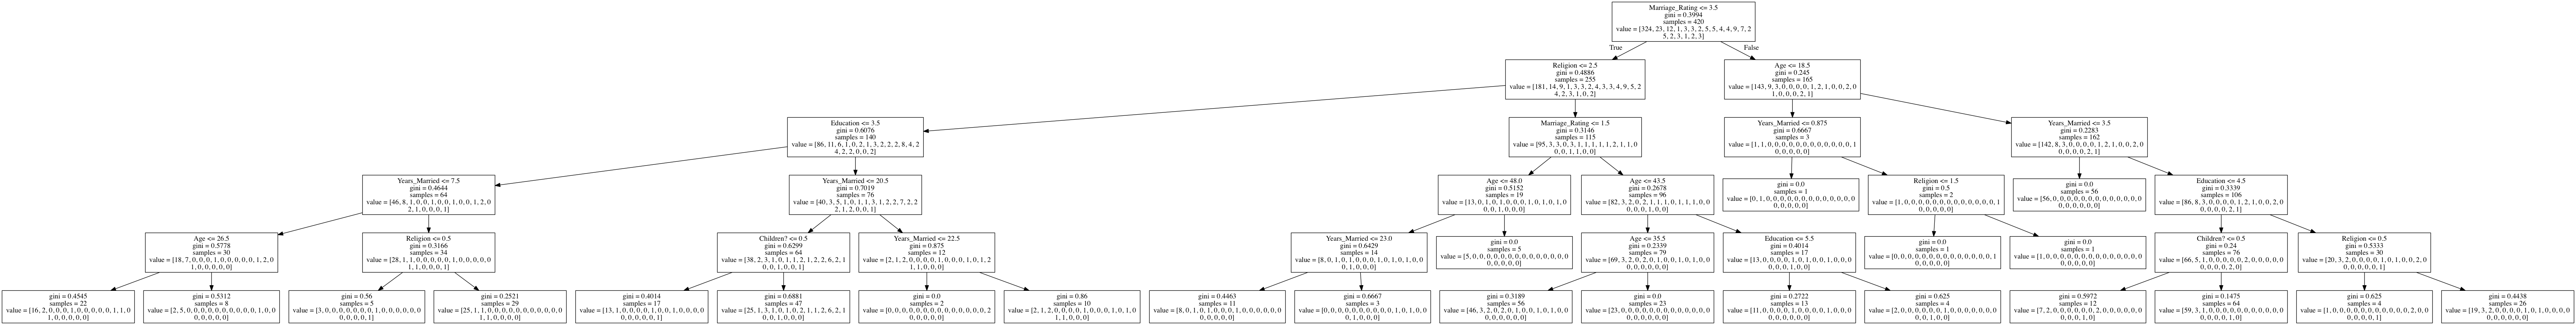 Marriage_Rating <= 3.5
gini = 0.3994
samples = 420
value = [324, 23, 12, 1, 3, 3, 2, 5, 5, 4, 4, 9, 7, 2
5, 2, 3, 1, 2, 3]
True
False
Religion <= 2.5
gini = 0.4886
samples = 255
value = [181, 14, 9, 1, 3, 3, 2, 4, 3, 3, 4, 9, 5, 2
4, 2, 3, 1, 0, 2]
Age <= 18.5
gini = 0.245
samples = 165
value = [143, 9, 3, 0, 0, 0, 0, 1, 2, 1, 0, 0, 2, 0
1, 0, 0, 0, 2, 1]
Education <= 3.5
gini = 0.6076
samples = 140
value = [86, 11, 6, 1, 0, 2, 1, 3, 2, 2, 2, 8, 4, 2
4, 2, 2, 0, 0, 2]
Marriage_Rating <= 1.5
gini = 0.3146
samples = 115
value = [95, 3, 3, 0, 3, 1, 1, 1, 1, 1, 2, 1, 1, 0
0, 0, 1, 1, 0, 0]
Years_Married <= 0.875
gini = 0.6667
samples = 3
value = [1, 1, 0, 0, 0, 0, 0, 0, 0, 0, 0, 0, 0, 0, 1
0, 0, 0, 0, 0]
Years_Married <= 3.5
gini = 0.2283
samples = 162
value = [142, 8, 3, 0, 0, 0, 0, 1, 2, 1, 0, 0, 2, 0
0, 0, 0, 0, 2, 1]
Years_Married <= 7.5
gini = 0.4644
samples = 64
value = [46, 8, 1, 0, 0, 1, 0, 0, 1, 0, 0, 1, 2, 0
2, 1, 0, 0, 0, 1]
Years_Married <= 20.5
gini = 0.7019
samples = 76
value = [40, 3, 5, 1, 0, 1, 1, 3, 1, 2, 2, 7, 2, 2
2, 1, 2, 0, 0, 1]
Age <= 48.0
gini = 0.5152
samples = 19
value = [13, 0, 1, 0, 1, 0, 0, 0, 1, 0, 1, 0, 1, 0
0, 0, 1, 0, 0, 0]
Age <= 43.5
gini = 0.2678
samples = 96
value = [82, 3, 2, 0, 2, 1, 1, 1, 0, 1, 1, 1, 0, 0
0, 0, 0, 1, 0, 0]
gini = 0.0
samples = 1
value = [0, 1, 0, 0, 0, 0, 0, 0, 0, 0, 0, 0, 0, 0
0, 0, 0, 0, 0, 0]
Religion <= 1.5
gini = 0.5
samples = 2
value = [1, 0, 0, 0, 0, 0, 0, 0, 0, 0, 0, 0, 0, 0, 1
0, 0, 0, 0, 0]
gini = 0.0
samples = 56
value = [56, 0, 0, 0, 0, 0, 0, 0, 0, 0, 0, 0, 0, 0
0, 0, 0, 0, 0, 0]
Education <= 4.5
gini = 0.3339
samples = 106
value = [86, 8, 3, 0, 0, 0, 0, 1, 2, 1, 0, 0, 2, 0
0, 0, 0, 0, 2, 1]
Age <= 26.5
gini = 0.5778
samples = 30
value = [18, 7, 0, 0, 0, 1, 0, 0, 0, 0, 0, 1, 2, 0
1, 0, 0, 0, 0, 0]
Religion <= 0.5
gini = 0.3166
samples = 34
value = [28, 1, 1, 0, 0, 0, 0, 0, 1, 0, 0, 0, 0, 0
1, 1, 0, 0, 0, 1]
Children? <= 0.5
gini = 0.6299
samples = 64
value = [38, 2, 3, 1, 0, 1, 1, 2, 1, 2, 2, 6, 2, 1
0, 0, 1, 0, 0, 1]
Years_Married <= 22.5
gini = 0.875
samples = 12
value = [2, 1, 2, 0, 0, 0, 0, 1, 0, 0, 0, 1, 0, 1
2, 1, 1, 0, 0, 0]
Years_Married <= 23.0
gini = 0.6429
samples = 14
value = [8, 0, 1, 0, 1, 0, 0, 0, 1, 0, 1, 0, 1, 0
0, 0, 1, 0, 0, 0]
gini = 0.0
samples = 5
value = [5, 0, 0, 0, 0, 0, 0, 0, 0, 0, 0, 0, 0, 0
0, 0, 0, 0, 0, 0]
Age <= 35.5
gini = 0.2339
samples = 79
value = [69, 3, 2, 0, 2, 0, 1, 0, 0, 1, 0, 1, 0, 0
0, 0, 0, 0, 0, 0]
Education <= 5.5
gini = 0.4014
samples = 17
value = [13, 0, 0, 0, 0, 1, 0, 1, 0, 0, 1, 0, 0, 0
0, 0, 0, 1, 0, 0]
gini = 0.0
samples = 1
value = [0, 0, 0, 0, 0, 0, 0, 0, 0, 0, 0, 0, 0, 0, 1
0, 0, 0, 0, 0]
gini = 0.0
samples = 1
value = [1, 0, 0, 0, 0, 0, 0, 0, 0, 0, 0, 0, 0, 0
0, 0, 0, 0, 0, 0]
Children? <= 0.5
gini = 0.24
samples = 76
value = [66, 5, 1, 0, 0, 0, 0, 0, 2, 0, 0, 0, 0, 0
0, 0, 0, 0, 2, 0]
Religion <= 0.5
gini = 0.5333
samples = 30
value = [20, 3, 2, 0, 0, 0, 0, 1, 0, 1, 0, 0, 2, 0
0, 0, 0, 0, 0, 1]
gini = 0.4545
samples = 22
value = [16, 2, 0, 0, 0, 1, 0, 0, 0, 0, 0, 1, 1, 0
1, 0, 0, 0, 0, 0]
gini = 0.5312
samples = 8
value = [2, 5, 0, 0, 0, 0, 0, 0, 0, 0, 0, 0, 1, 0
0, 0, 0, 0, 0, 0]
gini = 0.56
samples = 5
value = [3, 0, 0, 0, 0, 0, 0, 0, 1, 0, 0, 0, 0, 0
0, 0, 0, 0, 0, 1]
gini = 0.2521
samples = 29
value = [25, 1, 1, 0, 0, 0, 0, 0, 0, 0, 0, 0, 0, 0
1, 1, 0, 0, 0, 0]
gini = 0.4014
samples = 17
value = [13, 1, 0, 0, 0, 0, 0, 1, 0, 0, 1, 0, 0, 0
0, 0, 0, 0, 0, 1]
gini = 0.6881
samples = 47
value = [25, 1, 3, 1, 0, 1, 1, 1, 1, 2, 1, 6, 2, 1
0, 0, 1, 0, 0, 0]
gini = 0.0
samples = 2
value = [0, 0, 0, 0, 0, 0, 0, 0, 0, 0, 0, 0, 0, 0, 2
0, 0, 0, 0, 0]
gini = 0.86
samples = 10
value = [2, 1, 2, 0, 0, 0, 0, 1, 0, 0, 0, 1, 0, 1
0, 1, 1, 0, 0, 0]
gini = 0.4463
samples = 11
value = [8, 0, 1, 0, 1, 0, 0, 0, 1, 0, 0, 0, 0, 0
0, 0, 0, 0, 0, 0]
gini = 0.6667
samples = 3
value = [0, 0, 0, 0, 0, 0, 0, 0, 0, 0, 1, 0, 1, 0
0, 0, 1, 0, 0, 0]
gini = 0.3189
samples = 56
value = [46, 3, 2, 0, 2, 0, 1, 0, 0, 1, 0, 1, 0, 0
0, 0, 0, 0, 0, 0]
gini = 0.0
samples = 23
value = [23, 0, 0, 0, 0, 0, 0, 0, 0, 0, 0, 0, 0, 0
0, 0, 0, 0, 0, 0]
gini = 0.2722
samples = 13
value = [11, 0, 0, 0, 0, 1, 0, 0, 0, 0, 1, 0, 0, 0
0, 0, 0, 0, 0, 0]
gini = 0.625
samples = 4
value = [2, 0, 0, 0, 0, 0, 0, 1, 0, 0, 0, 0, 0, 0
0, 0, 0, 1, 0, 0]
gini = 0.5972
samples = 12
value = [7, 2, 0, 0, 0, 0, 0, 0, 2, 0, 0, 0, 0, 0
0, 0, 0, 0, 1, 0]
gini = 0.1475
samples = 64
value = [59, 3, 1, 0, 0, 0, 0, 0, 0, 0, 0, 0, 0, 0
0, 0, 0, 0, 1, 0]
gini = 0.625
samples = 4
value = [1, 0, 0, 0, 0, 0, 0, 0, 0, 0, 0, 0, 2, 0
0, 0, 0, 0, 0, 1]
gini = 0.4438
samples = 26
value = [19, 3, 2, 0, 0, 0, 0, 1, 0, 1, 0, 0, 0, 0
0, 0, 0, 0, 0, 0]